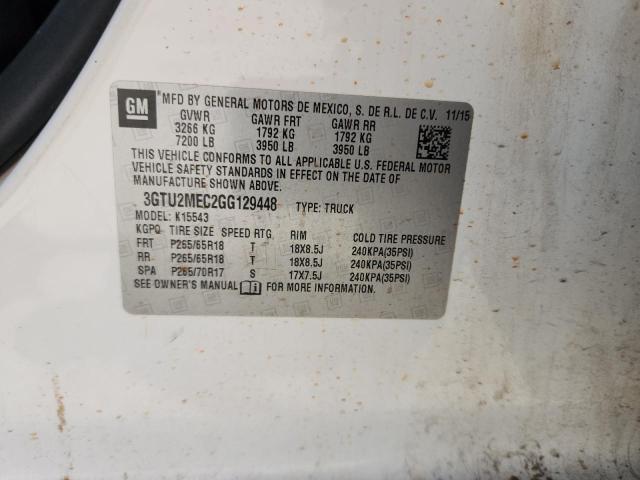 GM MFD BY GENERAL MOTORS DE MEXICO, S. DE R.L. DE C.V. 11/15
GVWR GAWR FRT GAWR RR
3266 KG 1792 KG 1792 KG
7200 LB 3950 LB 3950 LB
THIS VEHICLE CONFORMS TO ALL APPLICABLE U.S. FEDERAL MOTOR
VEHICLE SAFETY STANDARDS IN EFFECT ON THE DATE OF
MANUFACTURE SHOWN ABOVE.
3GTU2MEC2GG129448 TYPE: TRUCK
MODEL: K15543
KGPQ TIRE SIZE SPEED RTG. RIM COLD TIRE PRESSURE
FRT P265/65R18 T 18X8.5J 240KPA(35PSI)
RR P265/65R18 T 18X8.5J 240KPA(35PSI)
SPA P265/70R17 S 17X7.5J 240KPA(35PSI)
SEE OWNER'S MANUAL FOR MORE INFORMATION.